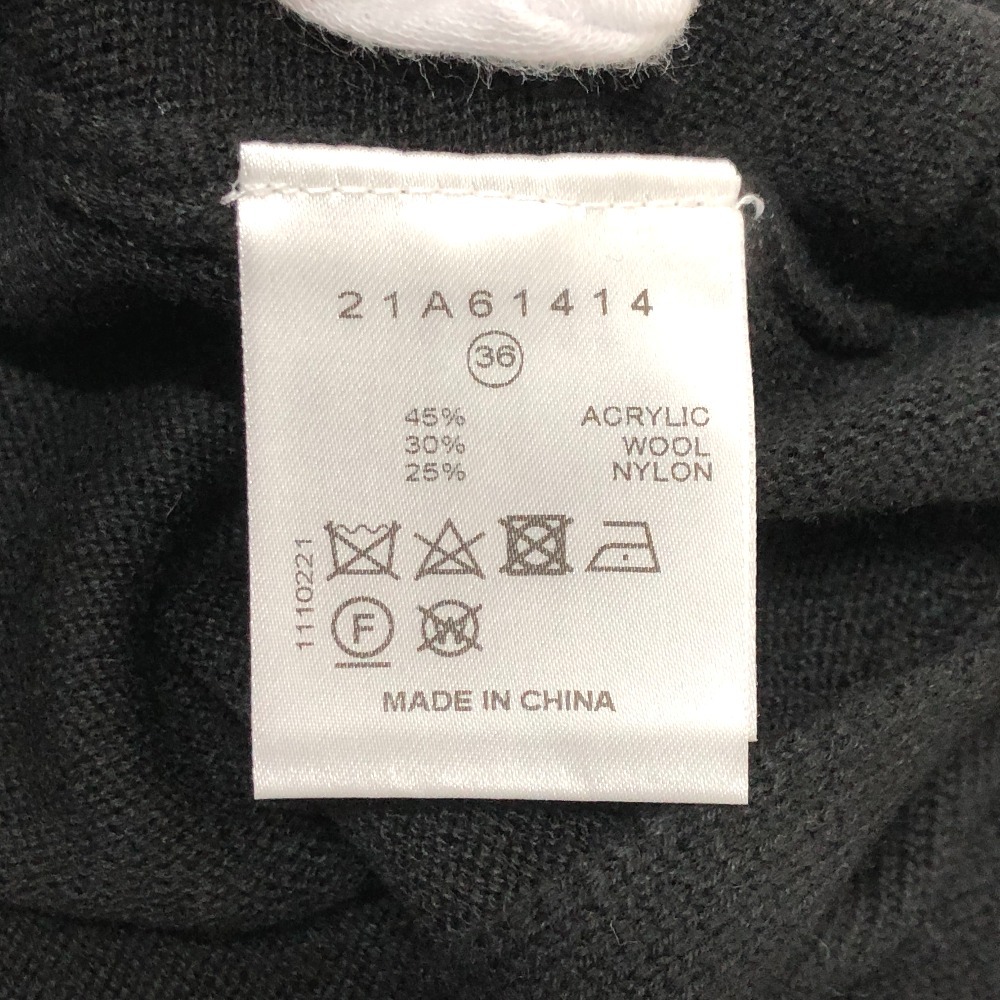 21A61414
36
45% ACRYLIC
30% WOOL
25% NYLON
1110221
F
W
MADE IN CHINA